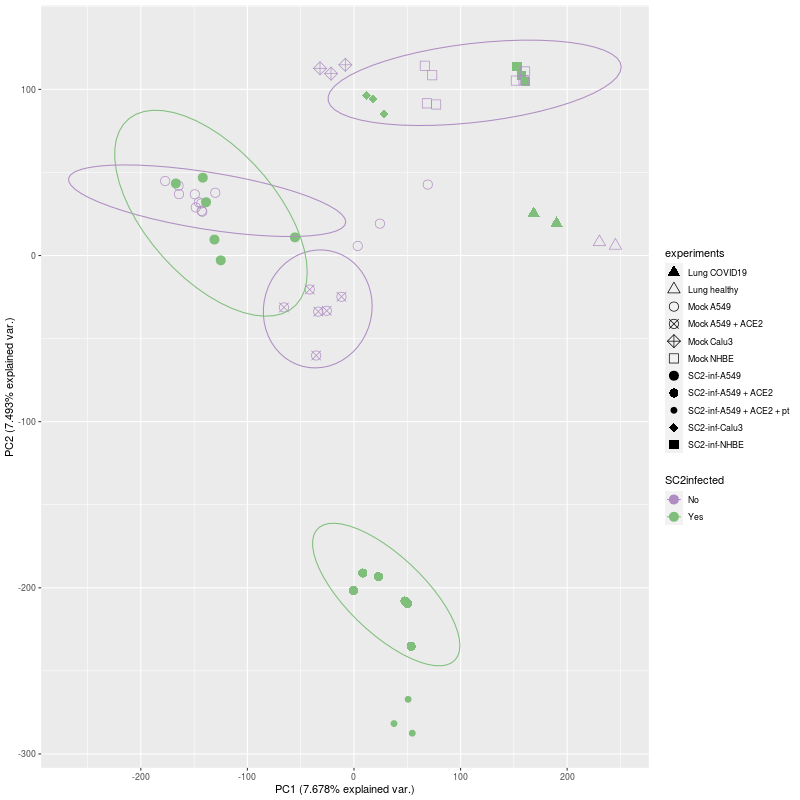 100
0
-100
-200
-300
-200
-100
0
100
200
PC1 (7.678% explained var.)
PC2 (7.493% explained var.)
experiments
Lung COVID19
Lung healthy
Mock A549
Mock A549 + ACE2
Mock Calu3
Mock NHBE
SC2-inf-A549
SC2-inf-A549 + ACE2
SC2-inf-A549 + ACE2 + pt
SC2-inf-Calu3
SC2-inf-NHBE
SC2infected
No
Yes